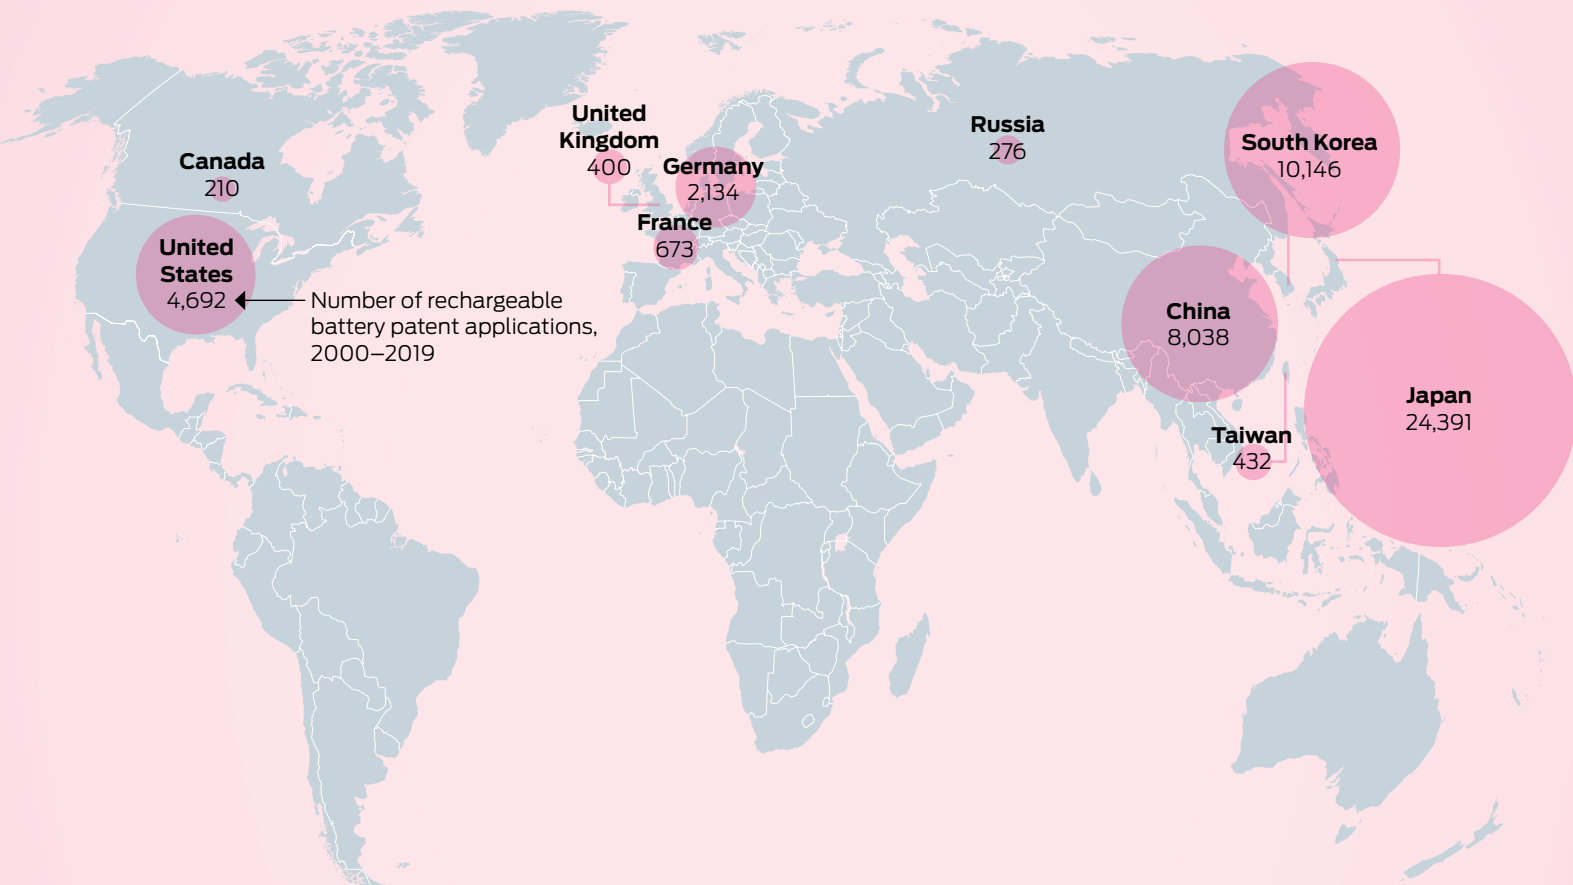 Canada
210
United
States
4,692
Number of rechargeable
battery patent applications,
2000–2019
United
Kingdom
400
Germany
2,134
France
673
Russia
276
South Korea
10,146
China
8,038
Japan
24,391
Taiwan
432